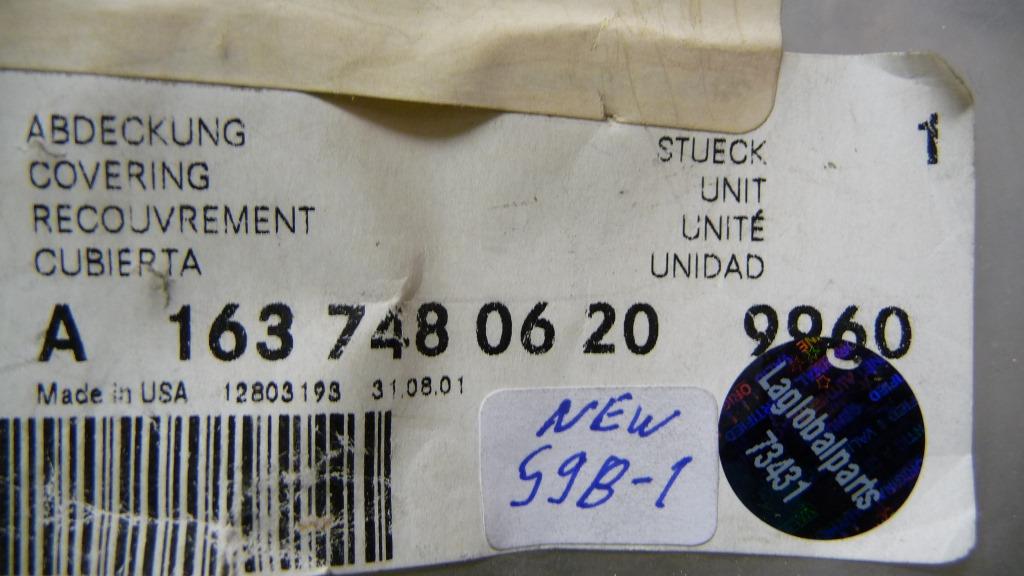 ABDECKUNG
COVERING
RECOUVREMENT
CUBIERTA
STUECK
UNIT
UNITÉ
UNIDAD
1
A 163 748 06 20 9960
Made in USA 12803193 31.08.01
NEW
59B-1
Laglobalparts
73431